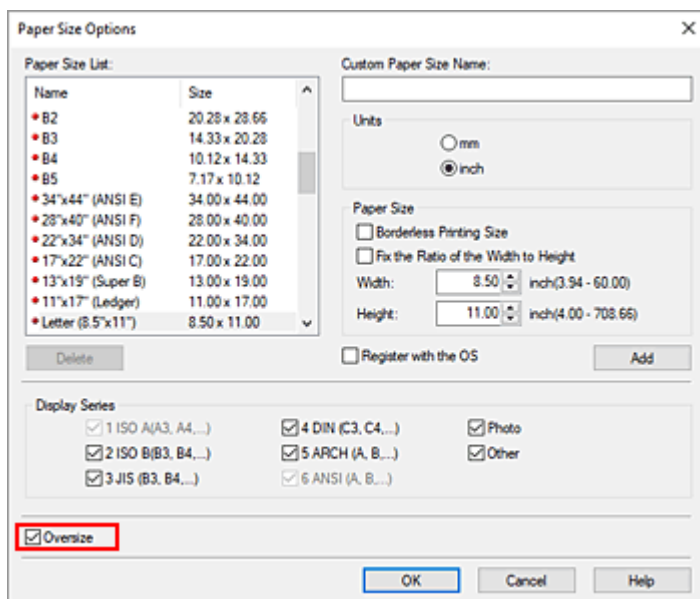 Paper Size Options
Paper Size List:
Name Size
B2 20.28 x 28.66
B3 14.33 x 20.28
B4 10.12 x 14.33
B5 7.17 x 10.12
34"x44" (ANSI E) 34.00 x 44.00
28"x40" (ANSI F) 28.00 x 40.00
22"x34" (ANSI D) 22.00 x 34.00
17"x22" (ANSI C) 17.00 x 22.00
13"x19" (Super B) 13.00 x 19.00
11"x17" (Ledger) 11.00 x 17.00
Letter (8.5"x11") 8.50 x 11.00
Delete
Custom Paper Size Name:
Units
mm
inch
Paper Size
Borderless Printing Size
Fix the Ratio of the Width to Height
Width: 8.50 inch(3.94 - 60.00)
Height: 11.00 inch(4.00 - 708.66)
Register with the OS Add
Display Series
1 ISO A(A3, A4,...) 4 DIN (C3, C4,...) Photo
2 ISO B(B3, B4,...) 5 ARCH (A, B,...) Other
3 JIS (B3, B4,...) 6 ANSI (A, B,...)
Oversize
OK Cancel Help